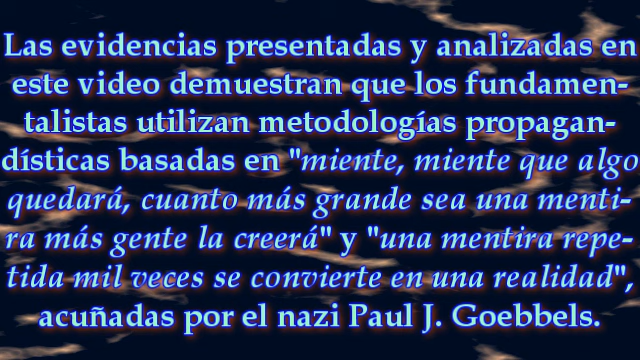 Las evidencias presentadas y analizadas en
este video demuestran que los fundamen-
talistas utilizan metodologías propagan-
dísticas basadas en "miente, miente que algo
quedará, cuanto más grande sea una menti-
ra más gente la creerá" y "una mentira repe-
tida mil veces se convierte en una realidad",
acuñadas por el nazi Paul J. Goebbels.